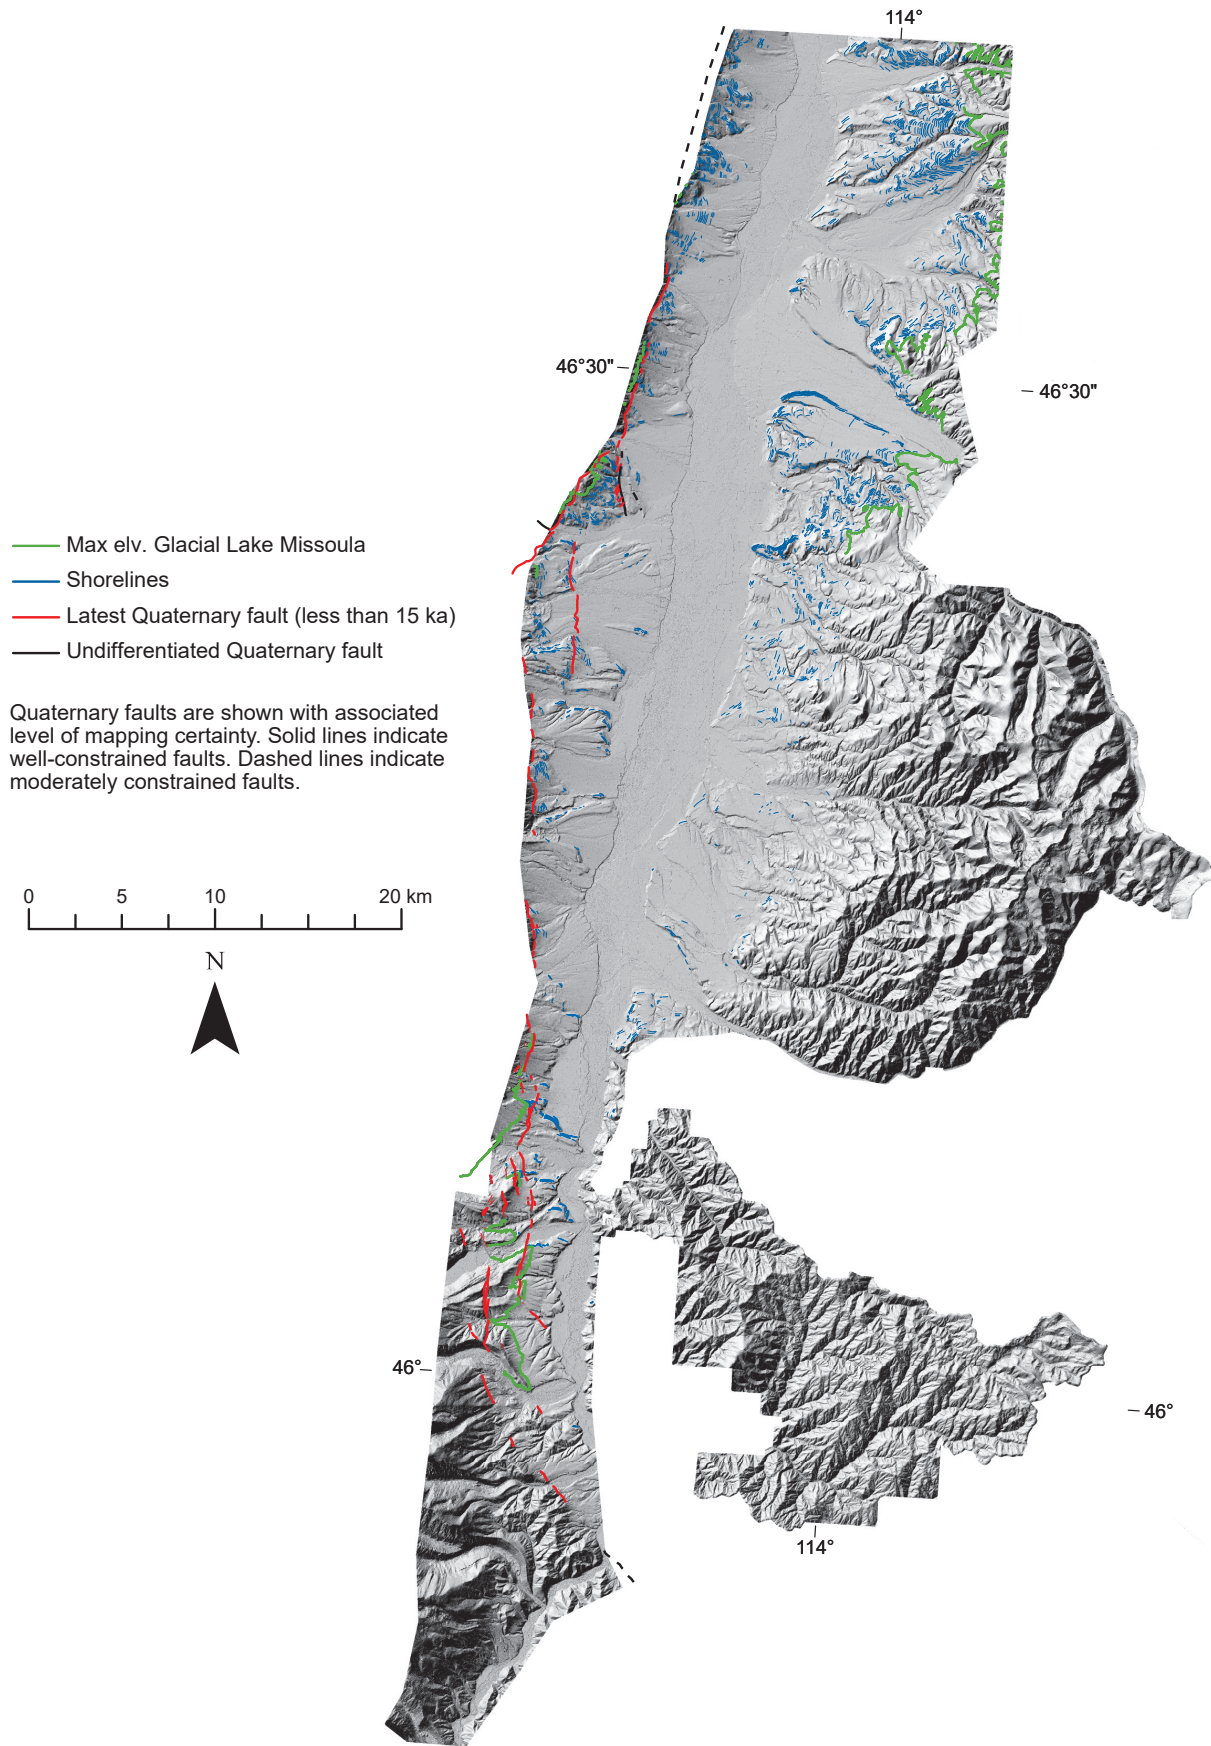 114°
46°30"
46°30"
Max elv. Glacial Lake Missoula
Shorelines
Latest Quaternary fault (less than 15 ka)
Undifferentiated Quaternary fault
Quaternary faults are shown with associated
level of mapping certainty. Solid lines indicate
well-constrained faults. Dashed lines indicate
moderately constrained faults.
0 5 10 20 km
N
46°
46°
114°